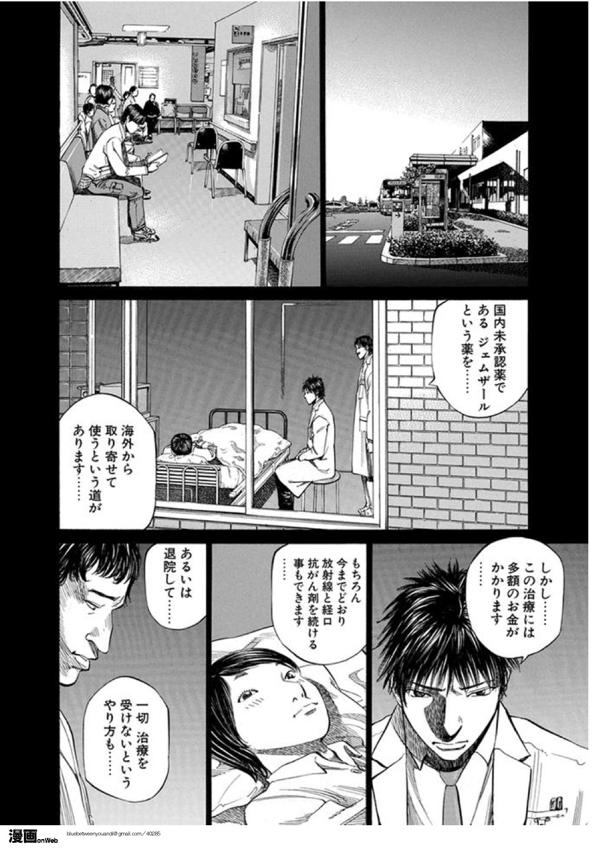 国内未承認薬で
ある ジェムザール
という薬を……
海外から
取り寄せて
使うという道が
あります……
しかし……
この治療には
多額のお金が
かかります
もちろん
今までどおり
放射線と経口
抗がん剤を続ける
事もできます
……
あるいは
退院して……
一切 治療を
受けないという
やり方も……
漫画 on Web
bluebetweenyouandi@gmail.com / 40285